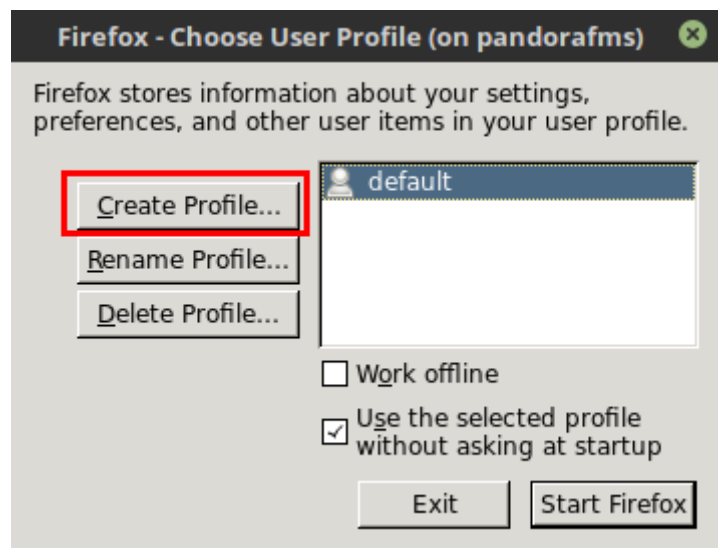 Firefox - Choose User Profile (on pandorafms)
Firefox stores information about your settings,
preferences, and other user items in your user profile.
Create Profile...
Rename Profile...
Delete Profile...
default
Work offline
Use the selected profile
without asking at startup
Exit
Start Firefox